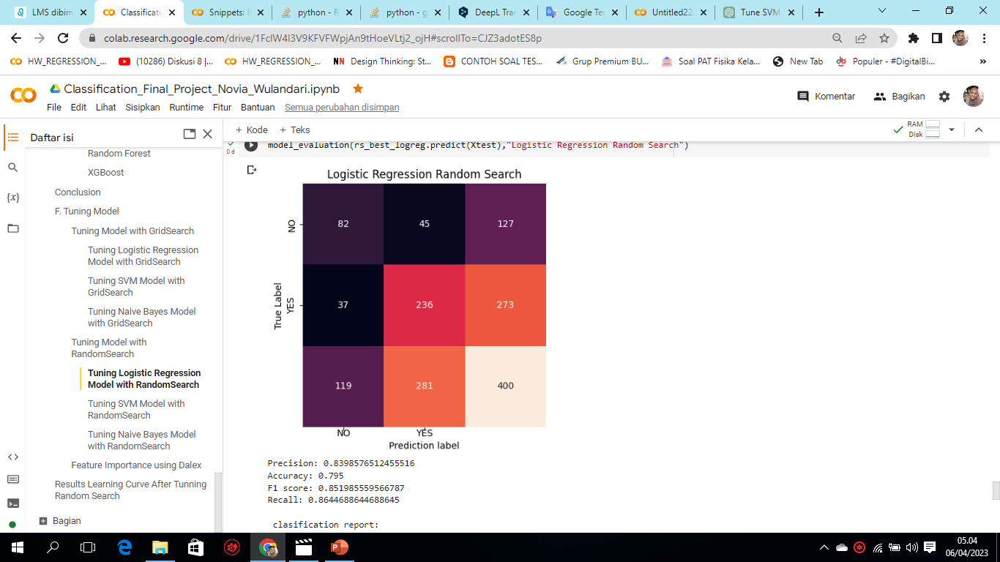 LMS dibim
Classificati
Snippets: I
python - R
python - g
DeepL Tran
Google Ter
Untitled22.
Tune SVM
colab.research.google.com/drive/1FclW4I3V9KFVFWpjAn9tHoeVLtj2_ojH#scrollTo=CJZ3adotES8p
HW_REGRESSION_...
(10286) Diskusi 8 |...
HW_REGRESSION_...
Design Thinking: St...
CONTOH SOAL TES...
Grup Premium BU...
Soal PAT Fisika Kela...
New Tab
Populer - #DigitalBi...
»
Classification_Final_Project_Novia_Wulandari.ipynb
File Edit Lihat Sisipkan Runtime Fitur Bantuan Semua perubahan disimpan
Komentar
Bagikan
Daftar isi
+ Kode + Teks
RAM
Disk
Random Forest
XGBoost
Conclusion
F. Tuning Model
Tuning Model with GridSearch
Tuning Logistic Regression
Model with GridSearch
Tuning SVM Model with
GridSearch
Tuning Naive Bayes Model
with GridSearch
Tuning Model with
RandomSearch
Tuning Logistic Regression
Model with RandomSearch
Tuning SVM Model with
RandomSearch
Tuning Naive Bayes Model
with RandomSearch
Feature Importance using Dalex
Results Learning Curve After Tunning
Random Search
Bagian
0 d
model_evaluation(rs_best_logreg.predict(Xtest),"Logistic Regression Random Search")
Logistic Regression Random Search
NO
82 45 127
True Label
YES
37 236 273
119 281 400
NO YES
Prediction label
Precision: 0.8398576512455516
Accuracy: 0.795
F1 score: 0.851985559566787
Recall: 0.8644688644688645
clasification report:
05.04
06/04/2023